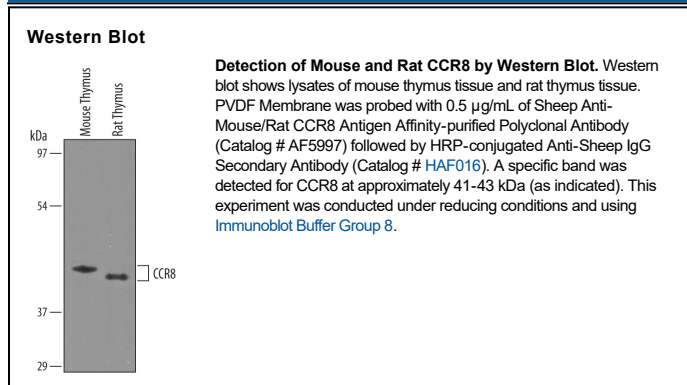 Western Blot
Detection of Mouse and Rat CCR8 by Western Blot. Western
blot shows lysates of mouse thymus tissue and rat thymus tissue.
PVDF Membrane was probed with 0.5 µg/mL of Sheep Anti-
Mouse/Rat CCR8 Antigen Affinity-purified Polyclonal Antibody
(Catalog # AF5997) followed by HRP-conjugated Anti-Sheep IgG
Secondary Antibody (Catalog # HAF016). A specific band was
detected for CCR8 at approximately 41-43 kDa (as indicated). This
experiment was conducted under reducing conditions and using
Immunoblot Buffer Group 8.
Mouse Thymus
Rat Thymus
kDa
97
54
CCR8
37
29